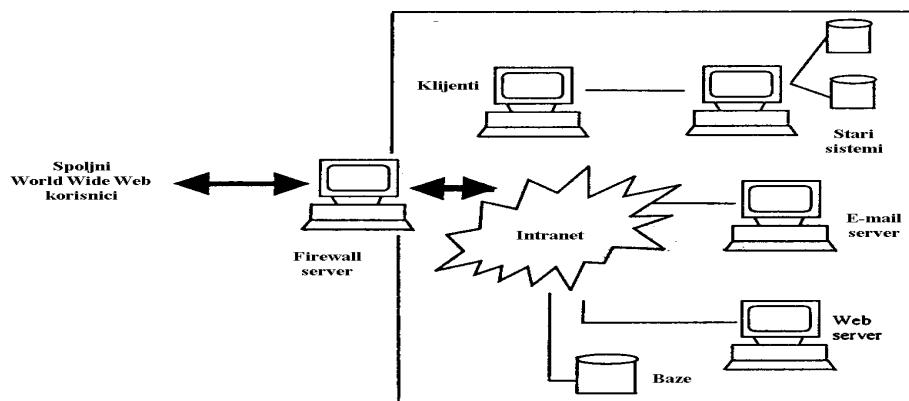 Klijenti
Stari
sistemi
Spoljni
World Wide Web
korisnici
Firewall
server
Intranet
E-mail
server
Web
server
Baze